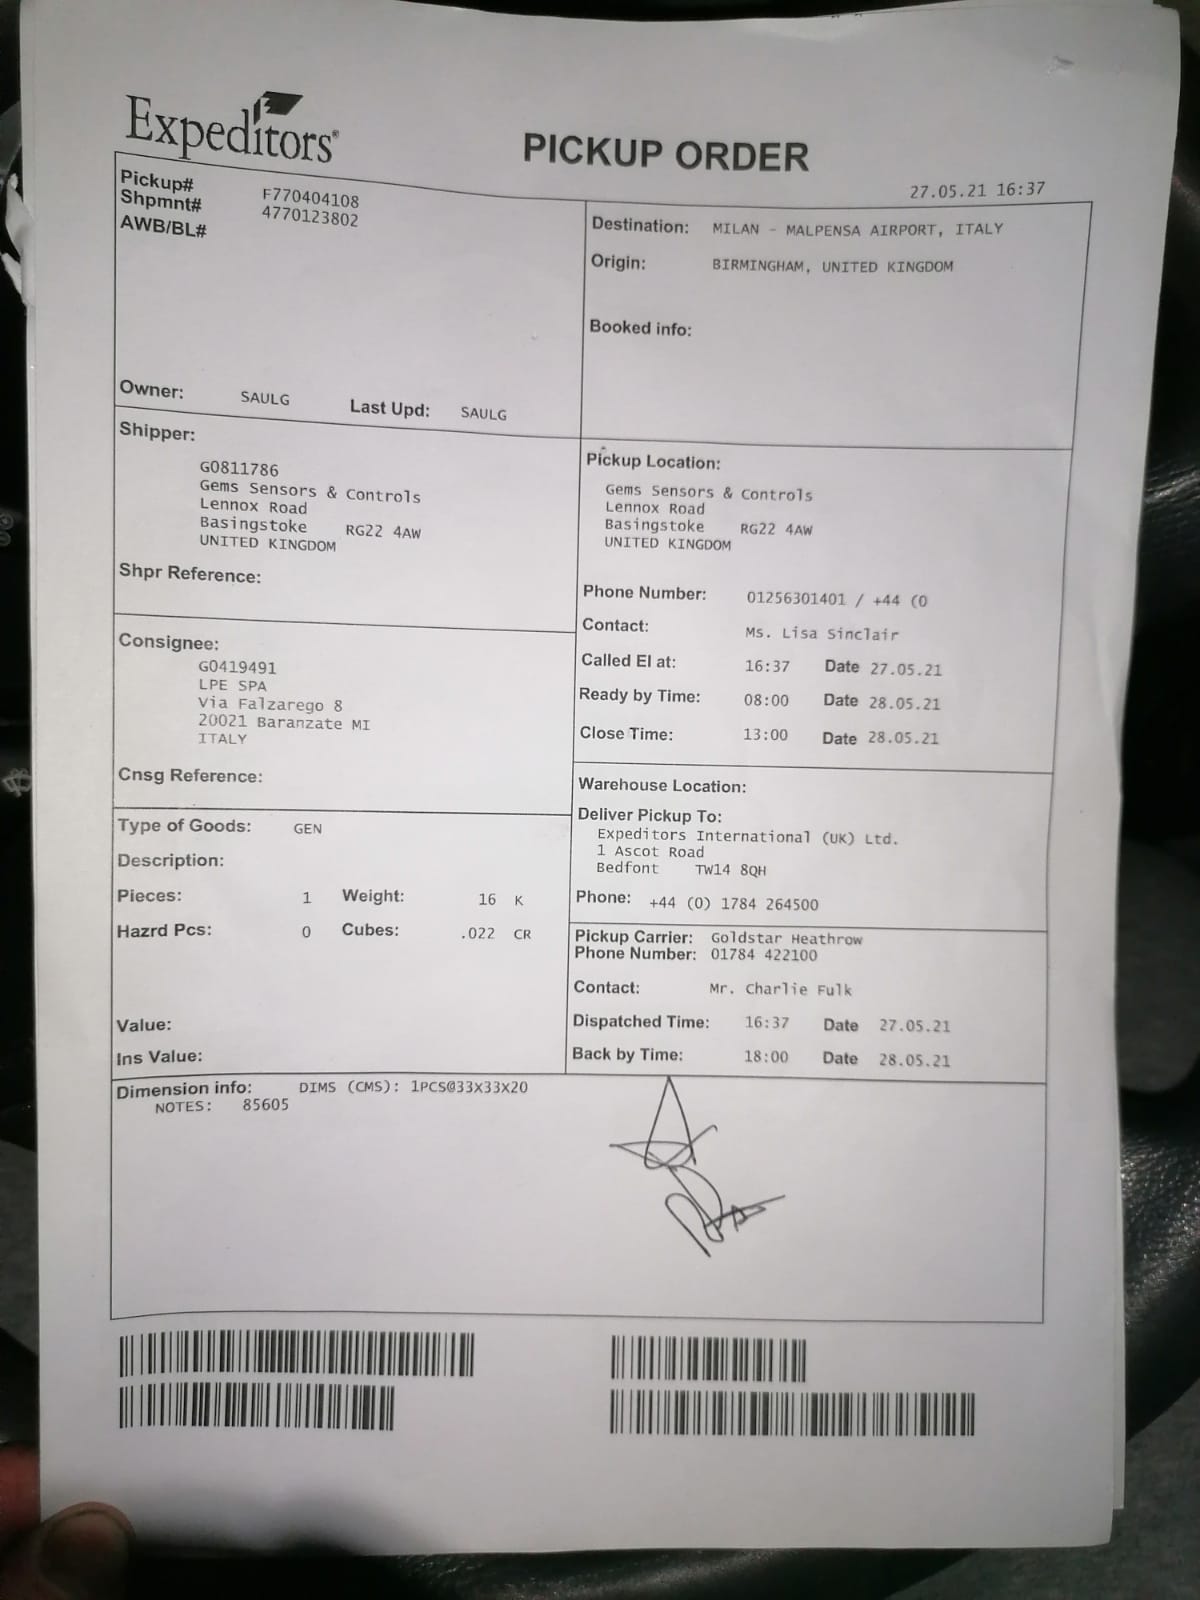 Expeditors®
PICKUP ORDER
27.05.21 16:37
Pickup# F770404108
Shpmnt# 4770123802
AWB/BL#
Owner: SAULG Last Upd: SAULG
Destination: MILAN - MALPENSA AIRPORT, ITALY
Origin: BIRMINGHAM, UNITED KINGDOM
Booked info:
Shipper:
G0811786
Gems Sensors & Controls
Lennox Road
Basingstoke RG22 4AW
UNITED KINGDOM
Shpr Reference:
Pickup Location:
Gems Sensors & Controls
Lennox Road
Basingstoke RG22 4AW
UNITED KINGDOM
Phone Number: 01256301401 / +44 (0
Contact: Ms. Lisa Sinclair
Called EI at: 16:37 Date 27.05.21
Ready by Time: 08:00 Date 28.05.21
Close Time: 13:00 Date 28.05.21
Consignee:
G0419491
LPE SPA
Via Falzarego 8
20021 Baranzate MI
ITALY
Cnsg Reference:
Warehouse Location:
Deliver Pickup To:
Expeditors International (UK) Ltd.
1 Ascot Road
Bedfont TW14 8QH
Phone: +44 (0) 1784 264500
Type of Goods: GEN
Description:
Pieces: 1 Weight: 16 K
Hazrd Pcs: 0 Cubes: .022 CR
Value:
Ins Value:
Pickup Carrier: Goldstar Heathrow
Phone Number: 01784 422100
Contact: Mr. Charlie Fulk
Dispatched Time: 16:37 Date 27.05.21
Back by Time: 18:00 Date 28.05.21
Dimension info: DIMS (CMS): 1PCS@33X33X20
NOTES: 85605